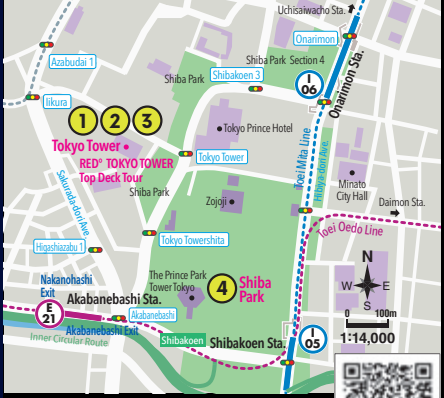 Uchisaiwacho Sta.
Onarimon
Azabudai 1
Shiba Park Section 4
Shibakoen 3
Shiba Park
I
06
Onarimon Sta.
Iikura
1 2 3
Tokyo Prince Hotel
Tokyo Tower
RED° TOKYO TOWER
Top Deck Tour
Tokyo Tower
Toei Mita Line
Hibiya-dori Ave.
Minato
City Hall
Sakurada-dori Ave.
Shiba Park
Zojoji
Daimon Sta.
Toei Oedo Line
Higashiazabu 1
Tokyo Towershita
Nakanohashi
Exit
The Prince Park
Tower Tokyo
4
Shiba
Park
N
W E
S
E
21
Akabanebashi Sta.
Akabanebashi
Akabanebashi Exit
Inner Circular Route
Shibakoen
Shibakoen Sta.
I
05
0 100m
1:14,000